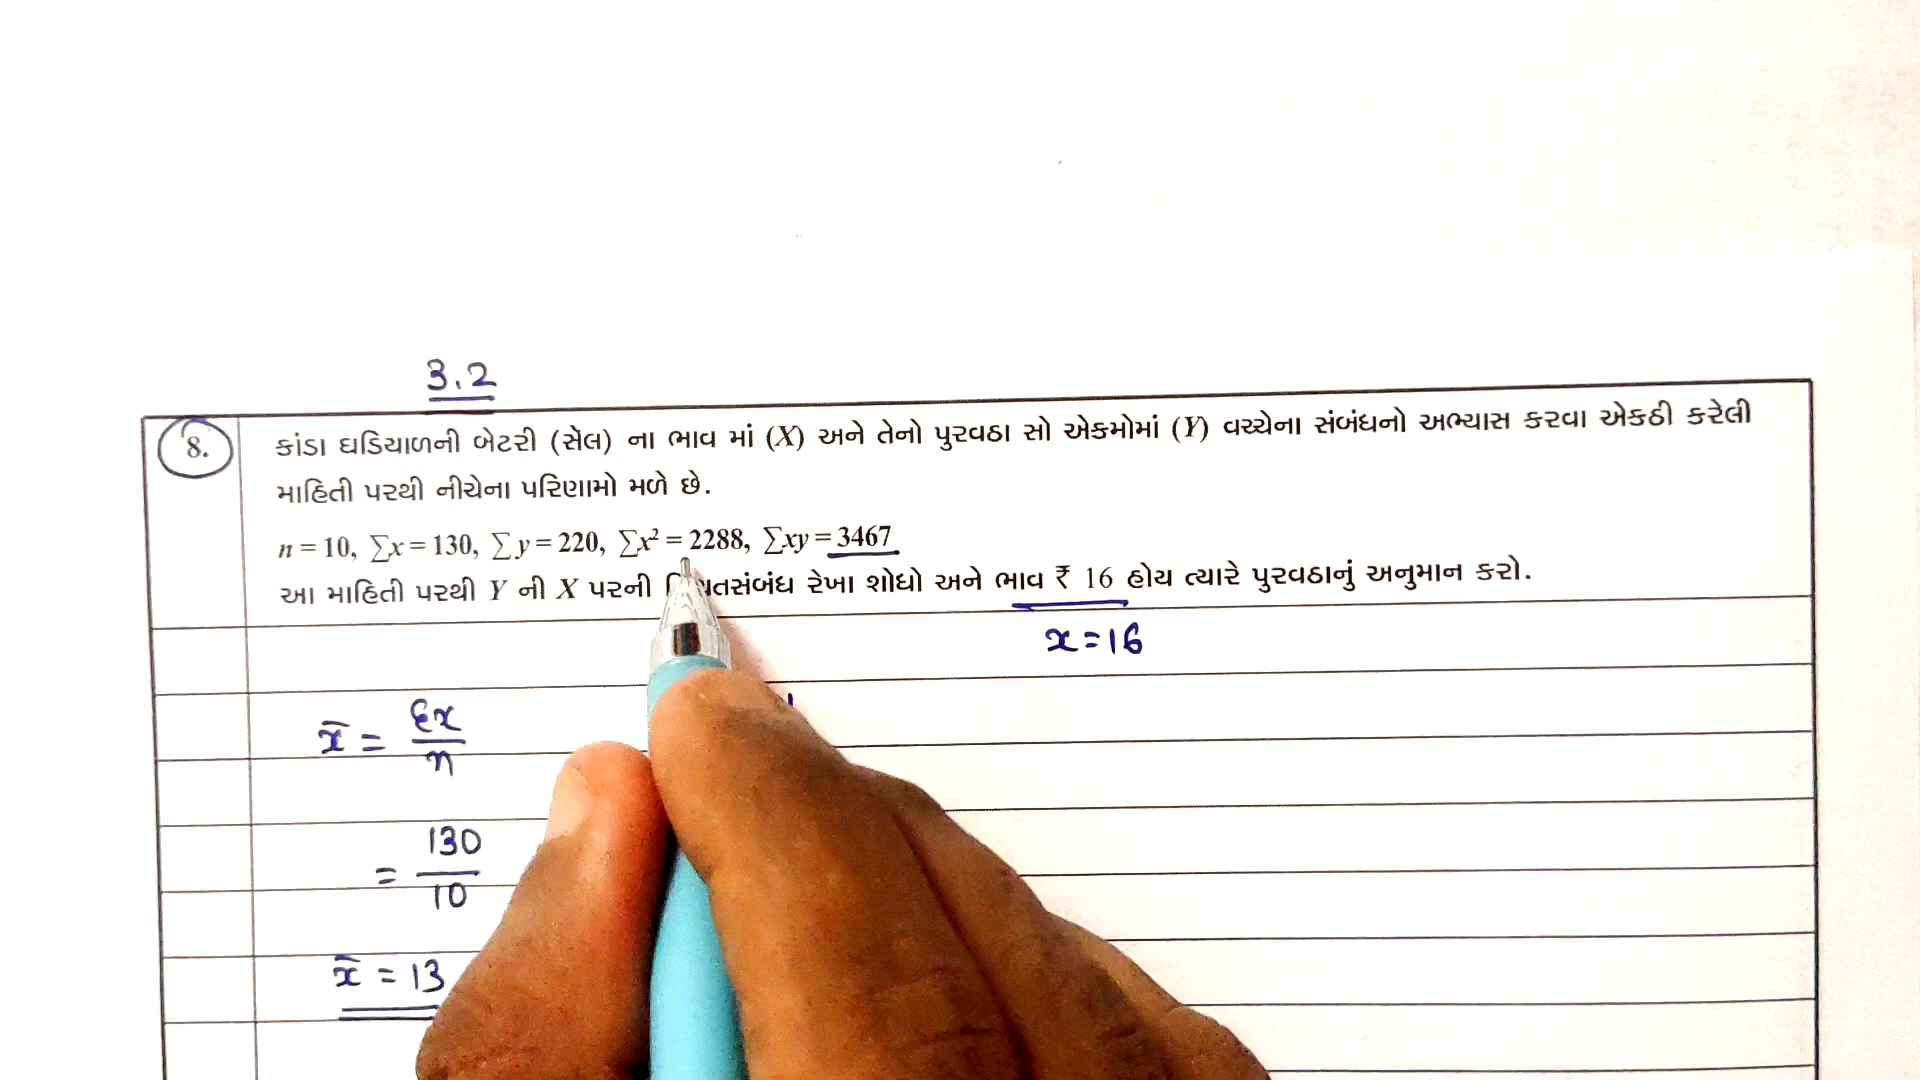 3.2
8. કાંડા ઘડિયાળની બેટરી (સેલ) ના ભાવ માં (X) અને તેનો પુરવઠા સો એકમોમાં (Y) વચ્ચેના સંબંધનો અભ્યાસ કરવા એકઠી કરેલી
માહિતી પરથી નીચેના પરિણામો મળે છે.
n = 10, ∑x = 130, ∑y = 220, ∑x² = 2288, ∑xy = 3467
આ માહિતી પરથી Y ની X પરની રેખા શોધો અને ભાવ ₹ 16 હોય ત્યારે પુરવઠાનું અનુમાન કરો.
x = 16
x̄ = Σx / n
= 130 / 10
x̄ = 13